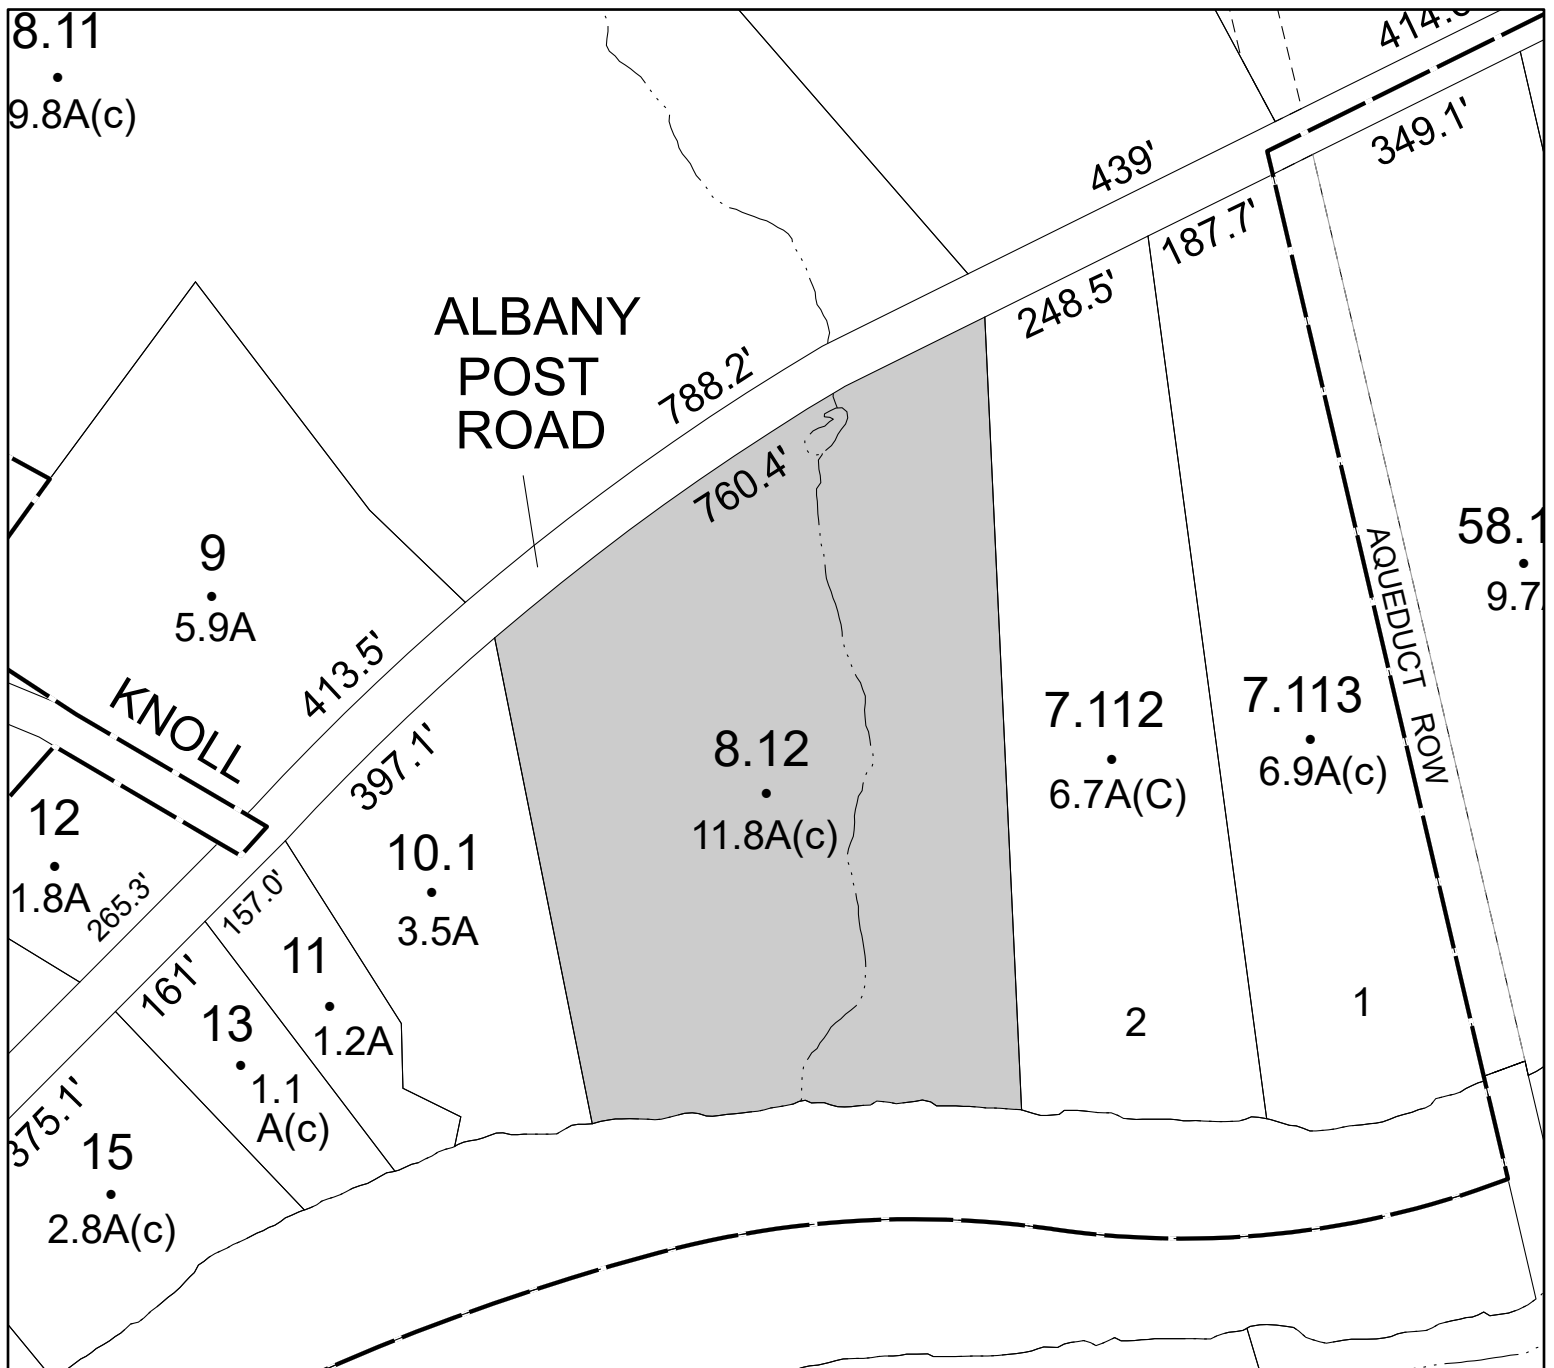 8.11
9.8A(c)
414.
349.1'
439'
187.7'
248.5'
ALBANY
POST
ROAD
788.2'
760.4'
9
5.9A
413.5'
397.1'
KNOLL
58.1
9.7
AQUEDUCT ROW
7.112
6.7A(C)
7.113
6.9A(c)
8.12
11.8A(c)
12
1.8A
265.3'
157.0'
10.1
3.5A
161'
11
1.2A
13
1.1
A(c)
2
1
375.1'
15
2.8A(c)